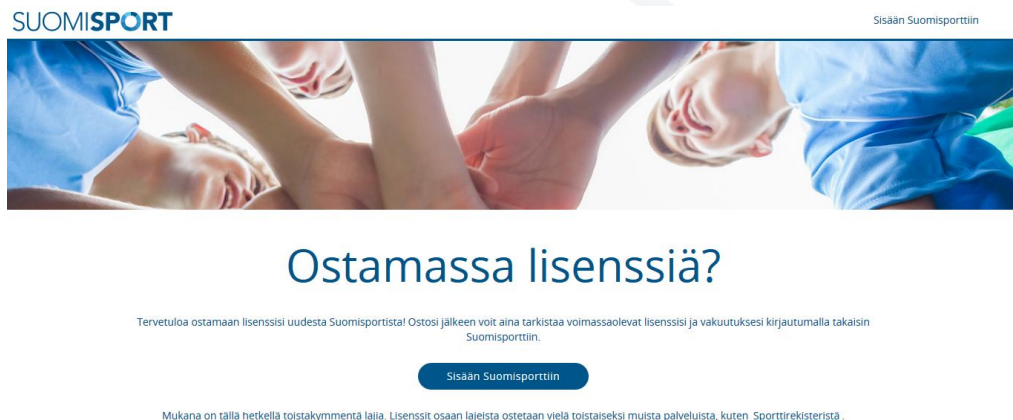 SUOMISPORT
Sisään Suomisporttiin
Ostamassa lisenssiä?
Tervetuloa ostamaan lisenssisi uudesta Suomisportista! Ostosi jälkeen voit aina tarkistaa voimassaolevat lisenssisi ja vakuutuksesi kirjautumalla takaisin
Suomisporttiin.
Sisään Suomisporttiin
Mukana on tällä hetkellä toistakymmentä lajia. Lisenssit osaan lajeista ostetaan vielä toistaiseksi muista palveluista, kuten Sporttirekisteristä .